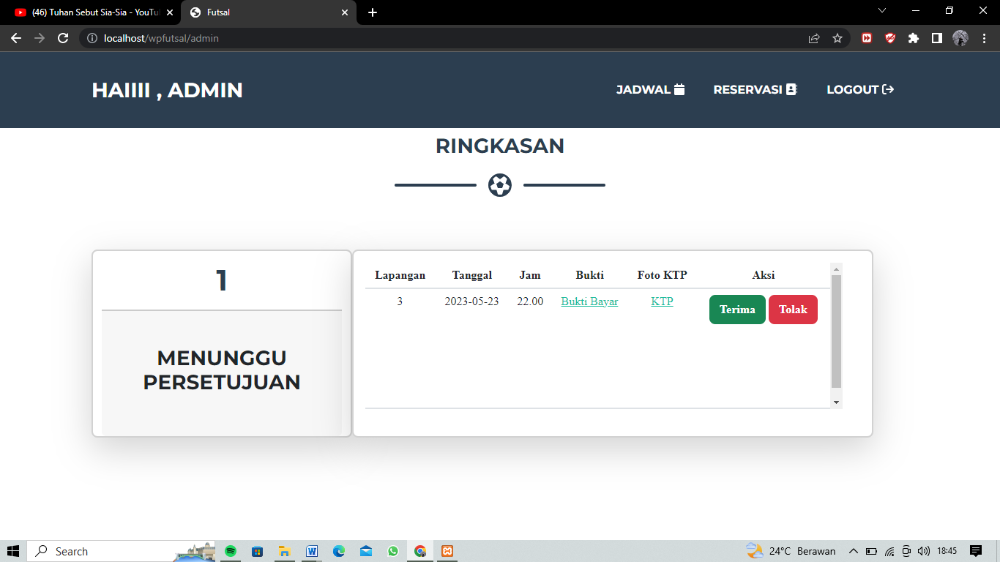 (46) Tuhan Sebut Sia-Sia - YouTu
Futsal
localhost/wpfutsal/admin
HAIIII , ADMIN
JADWAL
RESERVASI
LOGOUT
RINGKASAN
1
MENUNGGU
PERSETUJUAN
Lapangan Tanggal Jam Bukti Foto KTP Aksi
3 2023-05-23 22.00 Bukti Bayar KTP Terima Tolak
Search
24°C Berawan
18:45